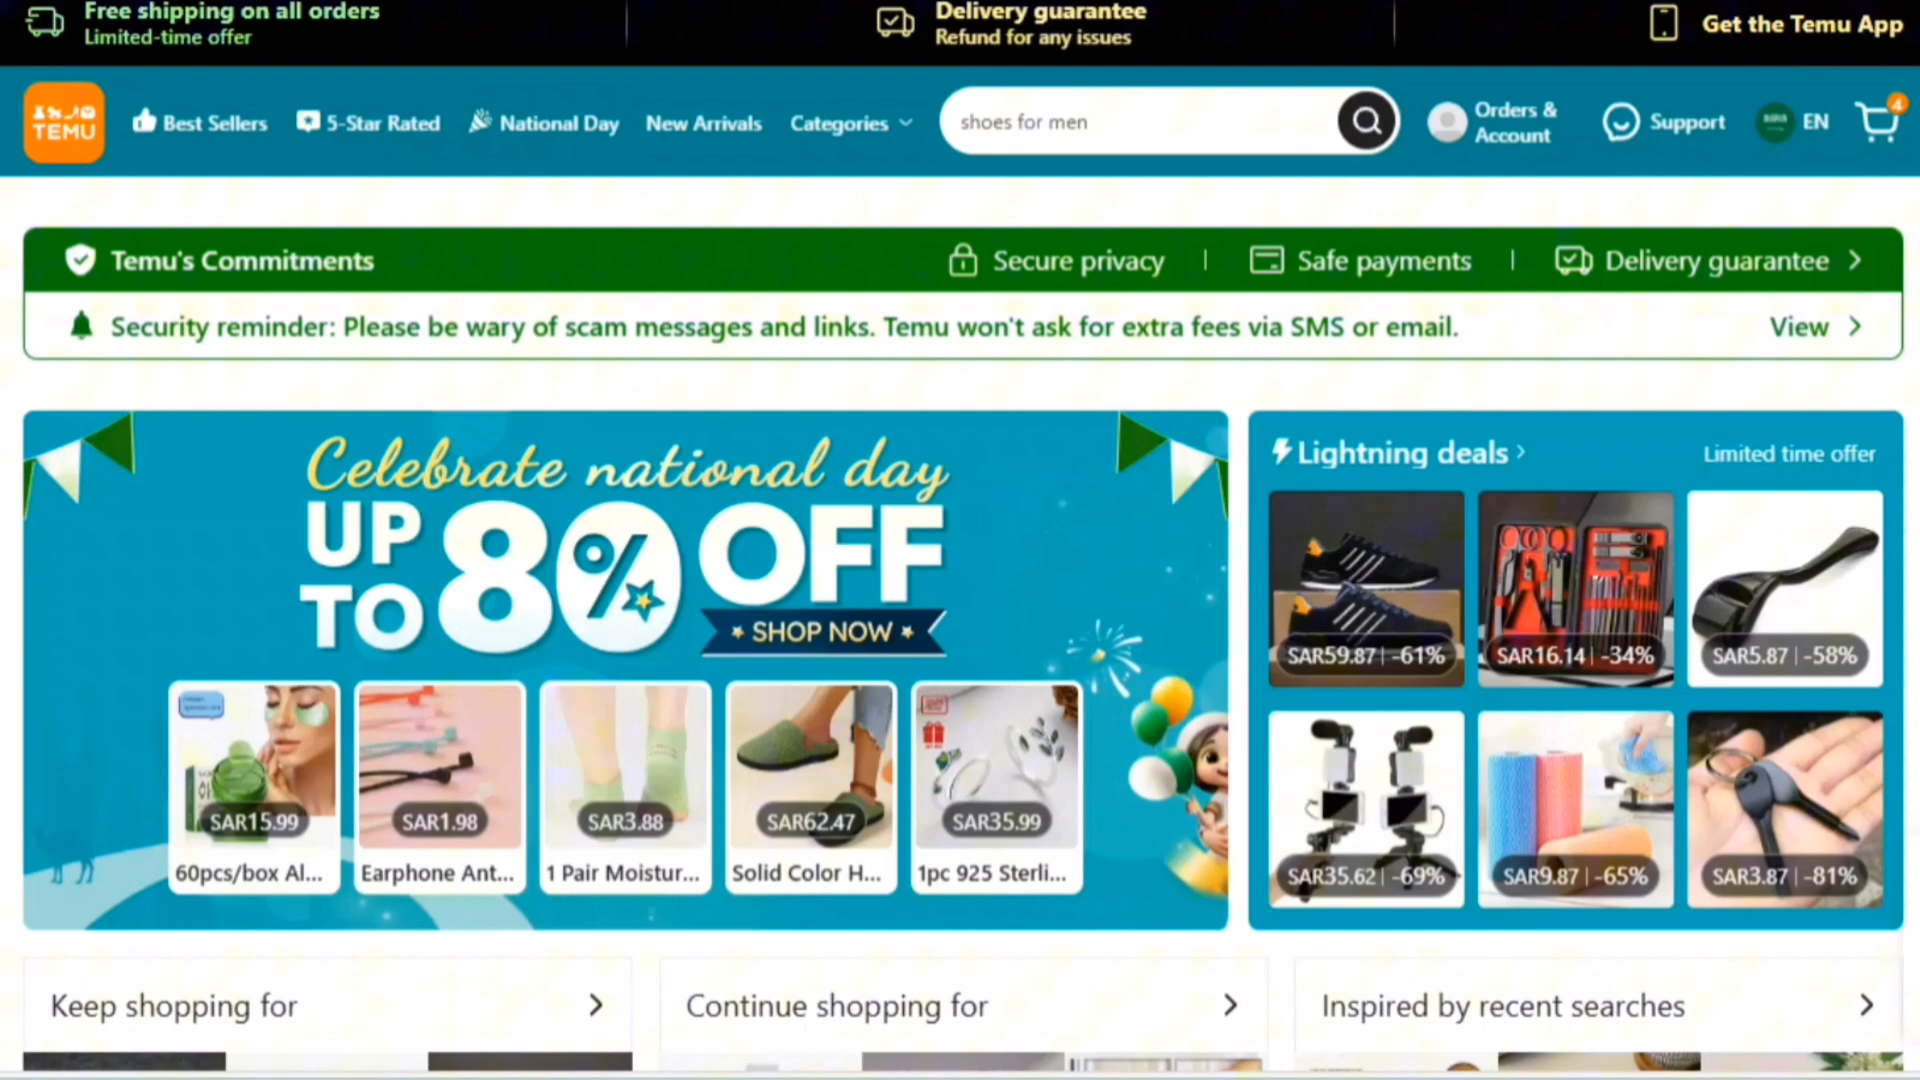 Free shipping on all orders
Limited-time offer
Delivery guarantee
Refund for any issues
Get the Temu App
TEMU
Best Sellers
5-Star Rated
National Day
New Arrivals
Categories
shoes for men
Orders &
Account
Support
EN
4
Temu's Commitments
Secure privacy
Safe payments
Delivery guarantee
Security reminder: Please be wary of scam messages and links. Temu won't ask for extra fees via SMS or email.
View
Celebrate national day
UP TO 80% OFF
SHOP NOW
SAR15.99
60pcs/box Al...
SAR1.98
Earphone Ant...
SAR3.88
1 Pair Moistur...
SAR62.47
Solid Color H...
SAR35.99
1pc 925 Sterli...
Lightning deals
Limited time offer
SAR59.87 | -61%
SAR16.14 | -34%
SAR5.87 | -58%
SAR35.62 | -69%
SAR9.87 | -65%
SAR3.87 | -81%
Keep shopping for
Continue shopping for
Inspired by recent searches